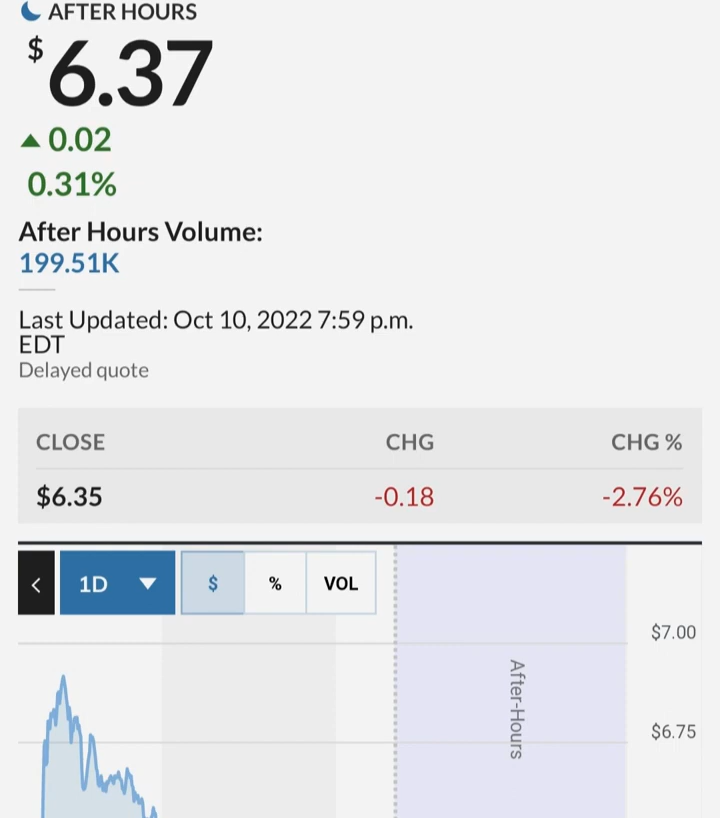 AFTER HOURS
$6.37
0.02
0.31%
After Hours Volume:
199.51K
Last Updated: Oct 10, 2022 7:59 p.m.
EDT
Delayed quote
CLOSE CHG CHG %
$6.35 -0.18 -2.76%
< 1D $ % VOL
$7.00
After-Hours
$6.75